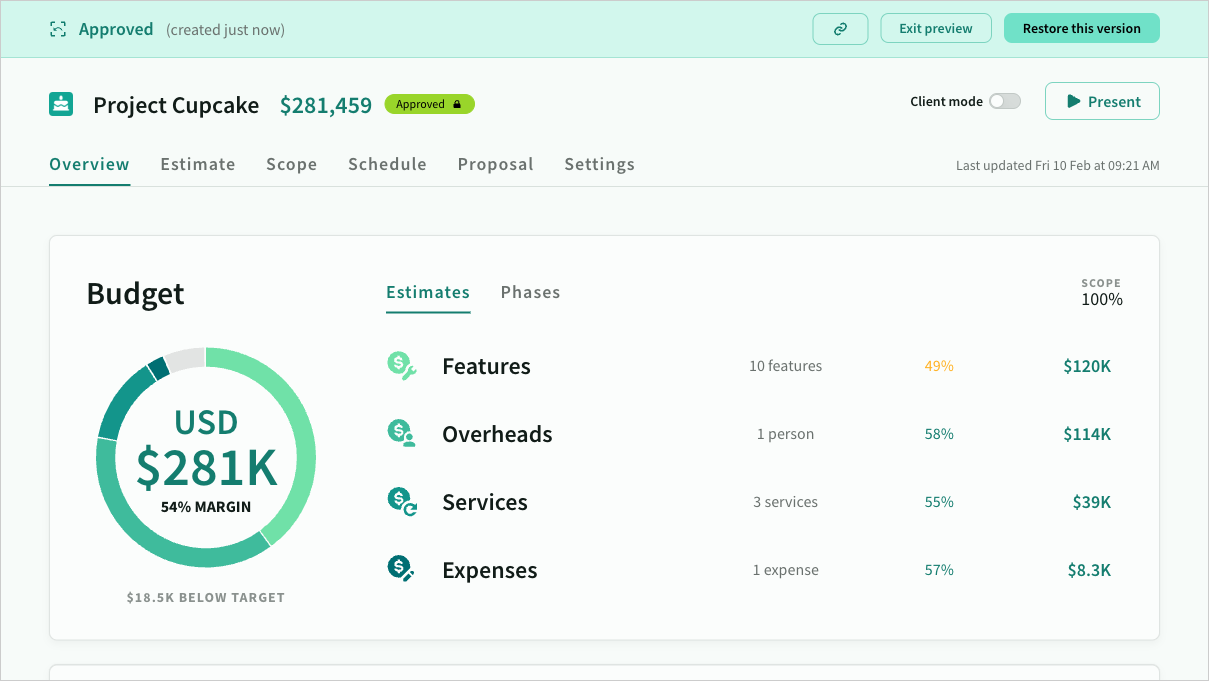 Approved (created just now)
Exit preview
Restore this version
Project Cupcake $281,459 Approved
Client mode
Present
Overview Estimate Scope Schedule Proposal Settings
Last updated Fri 10 Feb at 09:21 AM
Budget
Estimates Phases
SCOPE
100%
USD
$281K
54% MARGIN
$18.5K BELOW TARGET
Features 10 features 49% $120K
Overheads 1 person 58% $114K
Services 3 services 55% $39K
Expenses 1 expense 57% $8.3K